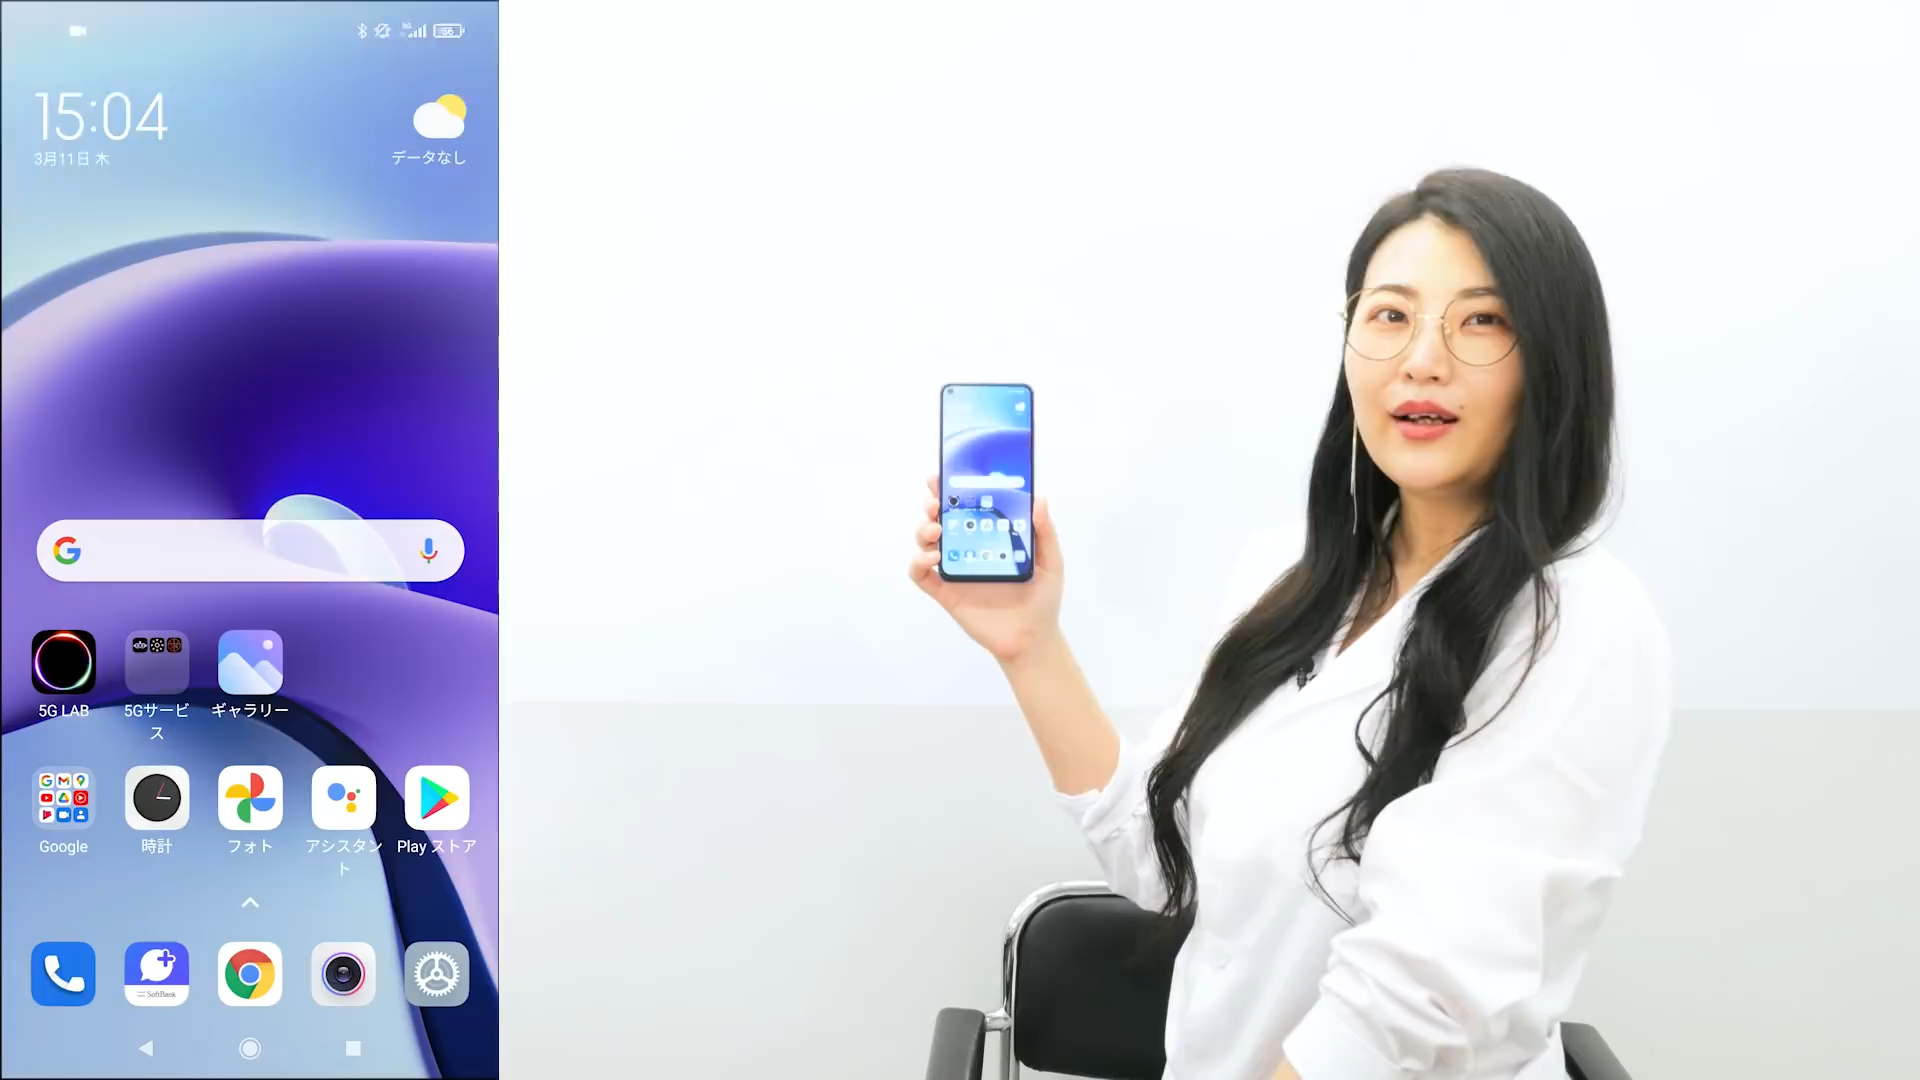 5G
66
15:04
3月11日 木
データなし
5G LAB
5Gサービ
ス
ギャラリー
Google
時計
フォト
アシスタン
ト
Play ストア
SoftBank